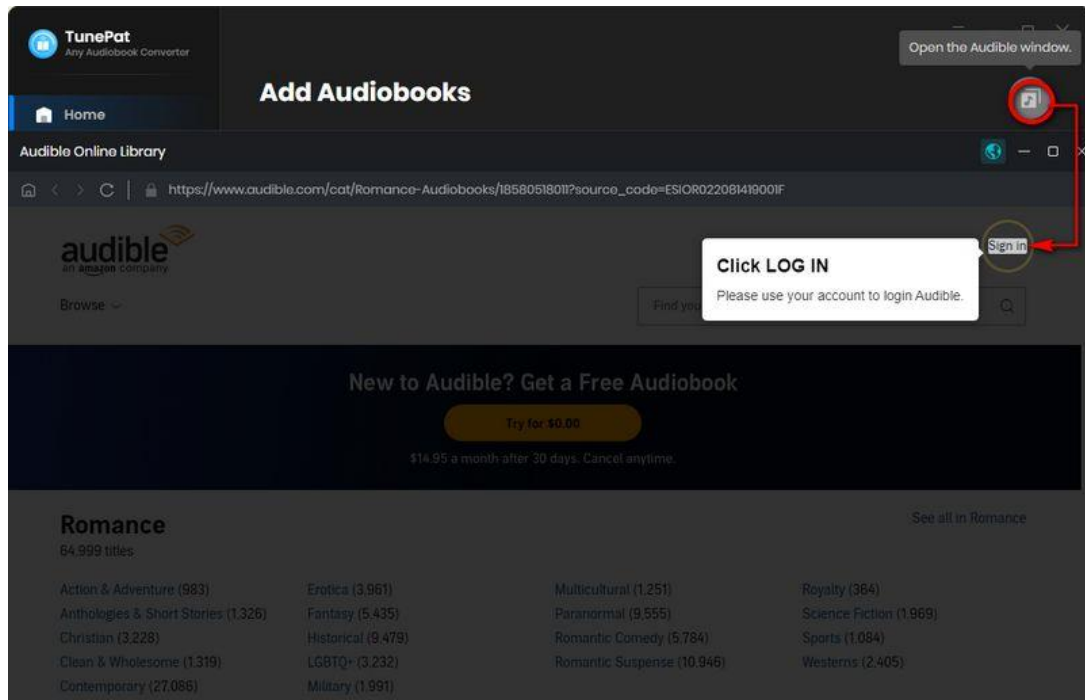 TunePat
Any Audiobook Converter
Open the Audible window.
Add Audiobooks
Home
Audible Online Library
https://www.audible.com/cat/Romance-Audiobooks/18580518011?source_code=ESIOR022081419001F
audible
an amazon company
Sign in
Click LOG IN
Please use your account to login Audible.
Browse
Find you
New to Audible? Get a Free Audiobook
Try for $0.00
$14.95 a month after 30 days. Cancel anytime.
Romance
See all in Romance
64,999 titles
Action & Adventure (983)
Anthologies & Short Stories (1,326)
Christian (3,228)
Clean & Wholesome (1,319)
Contemporary (27,086)
Erotica (3,961)
Fantasy (5,435)
Historical (9,479)
LGBTQ+ (3,232)
Military (1,991)
Multicultural (1,251)
Paranormal (9,555)
Romantic Comedy (5,784)
Romantic Suspense (10,946)
Royalty (364)
Science Fiction (1,969)
Sports (1,084)
Westerns (2,405)